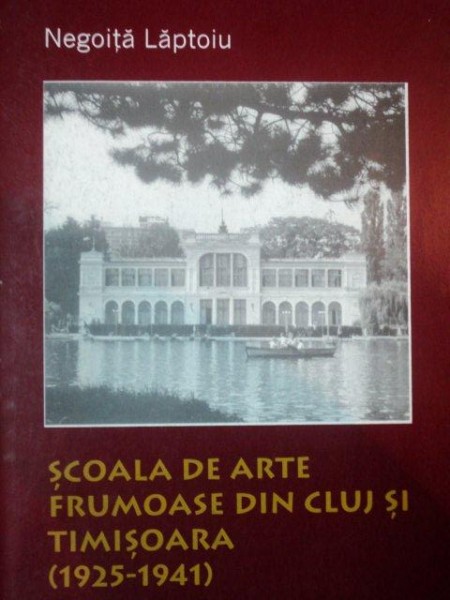 Negoiță Lăptoiu
ȘCOALA DE ARTE
FRUMOASE DIN CLUJ ȘI
TIMIȘOARA
(1925-1941)